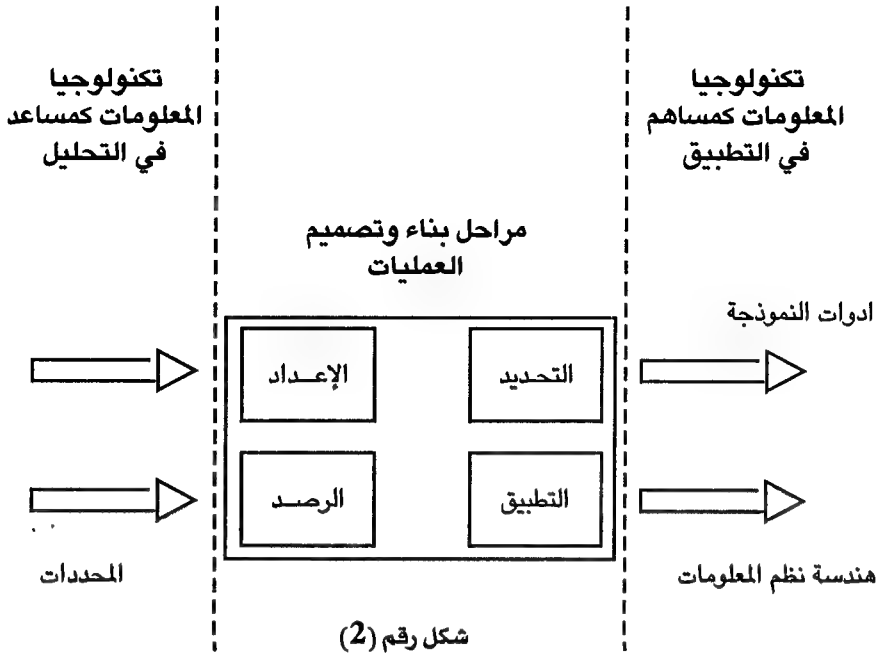 تكنولوجيا
المعلومات كمساهم
في التطبيق
تكنولوجيا
المعلومات كمساعد
في التحليل
مراحل بناء وتصميم
العمليات
ادوات النموذجة
التحديد
الإعداد
التطبيق
الرصد
هندسة نظم المعلومات
المحددات
شكل رقم (2)